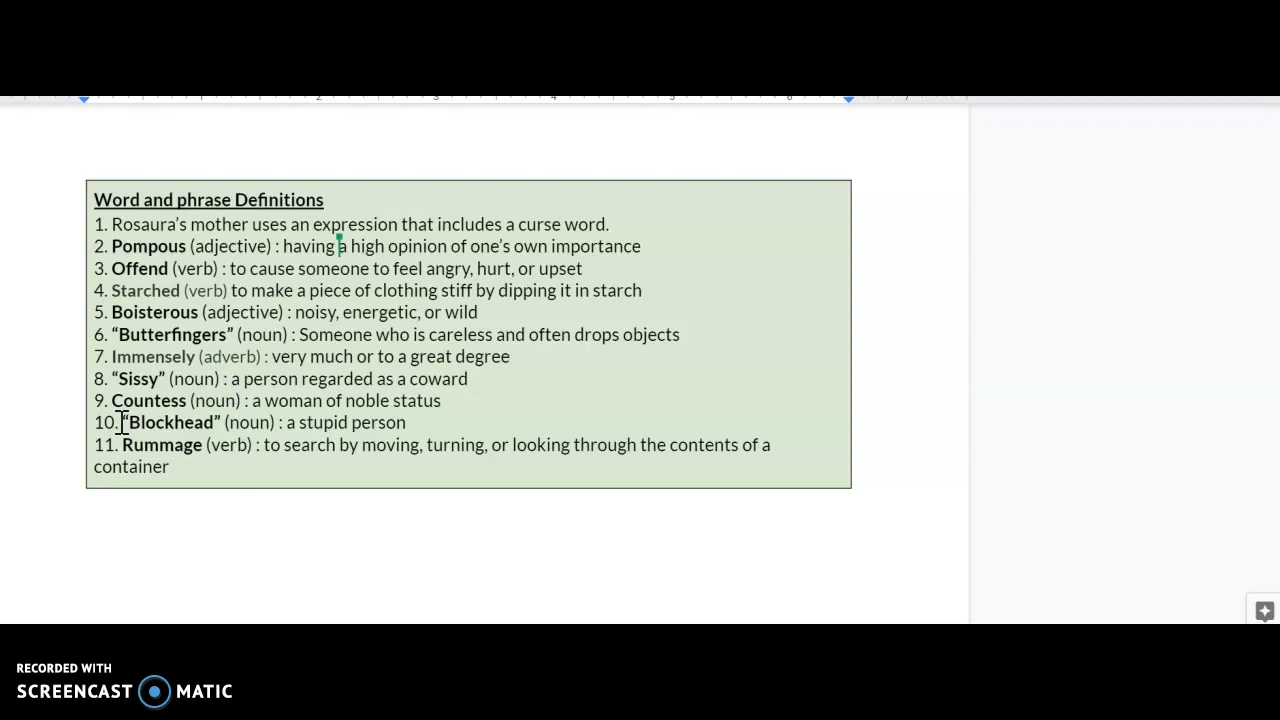 2
3
4
5
6
7
Word and phrase Definitions
1. Rosaura’s mother uses an expression that includes a curse word.
2. Pompous (adjective) : having a high opinion of one’s own importance
3. Offend (verb) : to cause someone to feel angry, hurt, or upset
4. Starched (verb) to make a piece of clothing stiff by dipping it in starch
5. Boisterous (adjective) : noisy, energetic, or wild
6. “Butterfingers” (noun) : Someone who is careless and often drops objects
7. Immensely (adverb) : very much or to a great degree
8. “Sissy” (noun) : a person regarded as a coward
9. Countess (noun) : a woman of noble status
10. “Blockhead” (noun) : a stupid person
11. Rummage (verb) : to search by moving, turning, or looking through the contents of a
container
RECORDED WITH
SCREENCAST MATIC